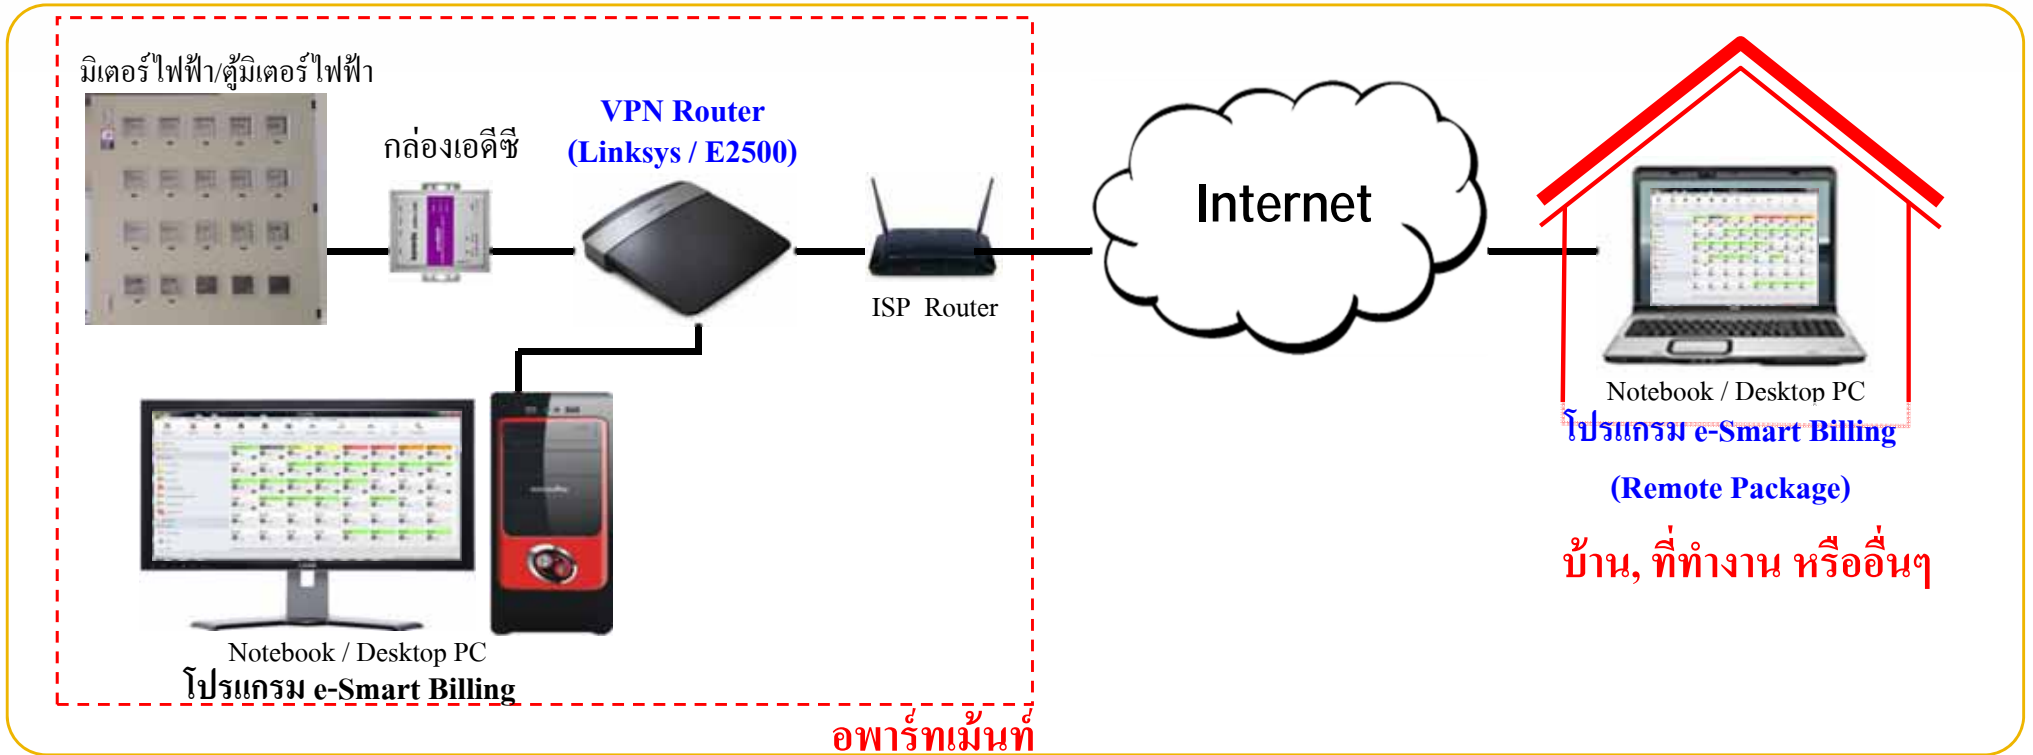 มิเตอร์ไฟฟ้า/ตู้มิเตอร์ไฟฟ้า
กล่องเอดีซี
VPN Router
(Linksys / E2500)
ISP Router
Internet
Notebook / Desktop PC
โปรแกรม e-Smart Billing
(Remote Package)
บ้าน, ที่ทำงาน หรืออื่นๆ
Notebook / Desktop PC
โปรแกรม e-Smart Billing
อพาร์ทเม้นท์